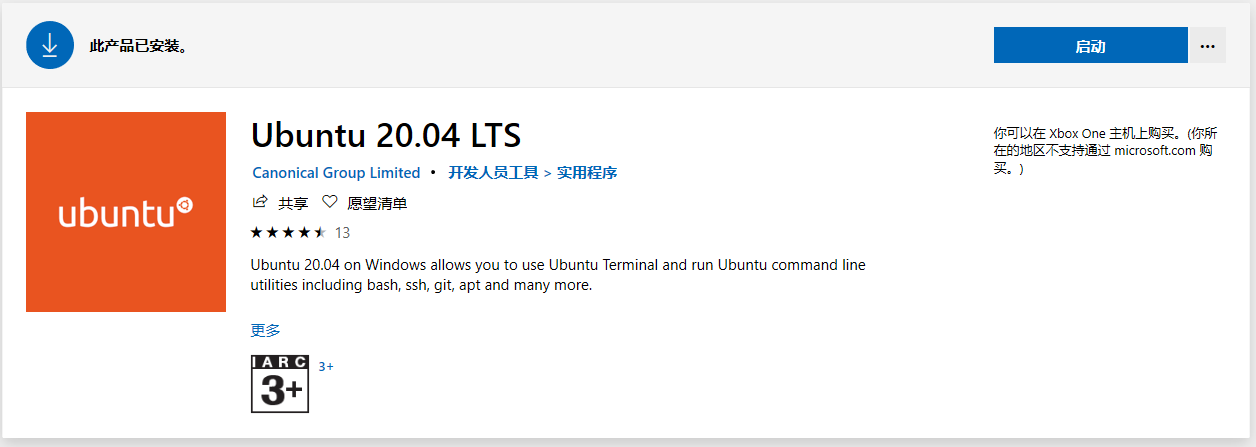 此产品已安装。
启动
...
ubuntu
Ubuntu 20.04 LTS
Canonical Group Limited • 开发人员工具 > 实用程序
共享 愿望清单
13
Ubuntu 20.04 on Windows allows you to use Ubuntu Terminal and run Ubuntu command line
utilities including bash, ssh, git, apt and many more.
更多
IARC
3+
3+
你可以在 Xbox One 主机上购买。(你所
在的地区不支持通过 microsoft.com 购
买。)